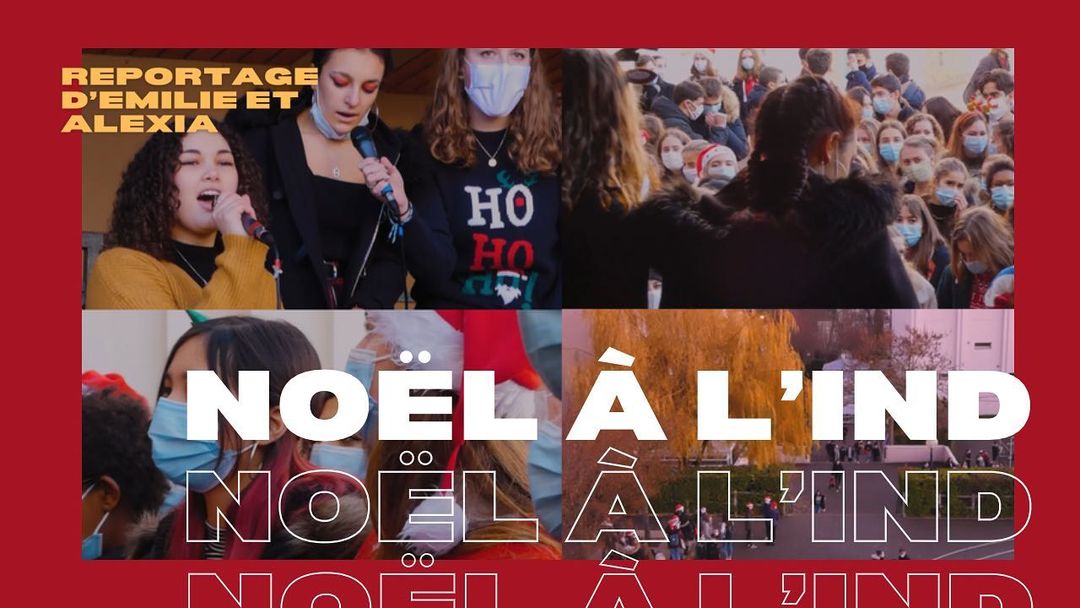 REPORTAGE
D’EMILIE ET
ALEXIA
HO
HO
HO!
B
NOËL À L’IND
NOËL À L’IND
NOËL À L’IND